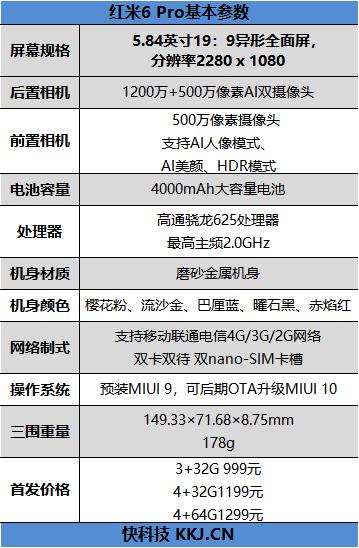 红米6 Pro基本参数
屏幕规格
5.84英寸19：9异形全面屏，
分辨率2280 x 1080
后置相机
1200万+500万像素AI双摄像头
前置相机
500万像素摄像头
支持AI人像模式、
AI美颜、HDR模式
电池容量
4000mAh大容量电池
处理器
高通骁龙625处理器
最高主频2.0GHz
机身材质
磨砂金属机身
机身颜色
樱花粉、流沙金、巴厘蓝、曜石黑、赤焰红
网络制式
支持移动联通电信4G/3G/2G网络
双卡双待 双nano-SIM卡槽
操作系统
预装MIUI 9，可后期OTA升级MIUI 10
三围重量
149.33×71.68×8.75mm
178g
首发价格
3+32G 999元
4+32G1199元
4+64G1299元
快科技 KKJ.CN